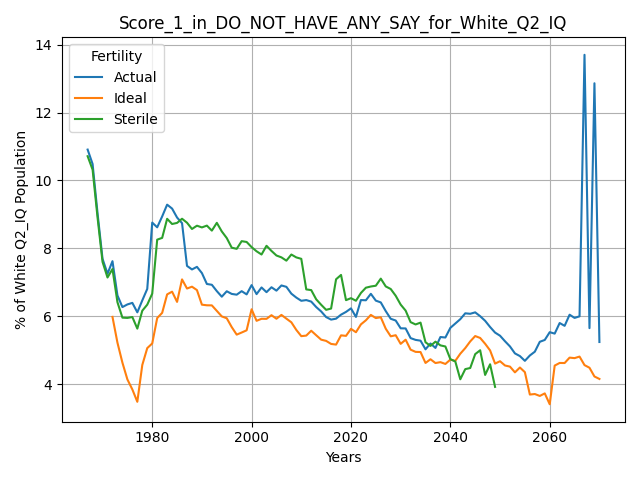 Score_1_in_DO_NOT_HAVE_ANY_SAY_for_White_Q2_IQ
Fertility
Actual
Ideal
Sterile
% of White Q2_IQ Population
14
12
10
8
6
4
1980
2000
2020
2040
2060
Years